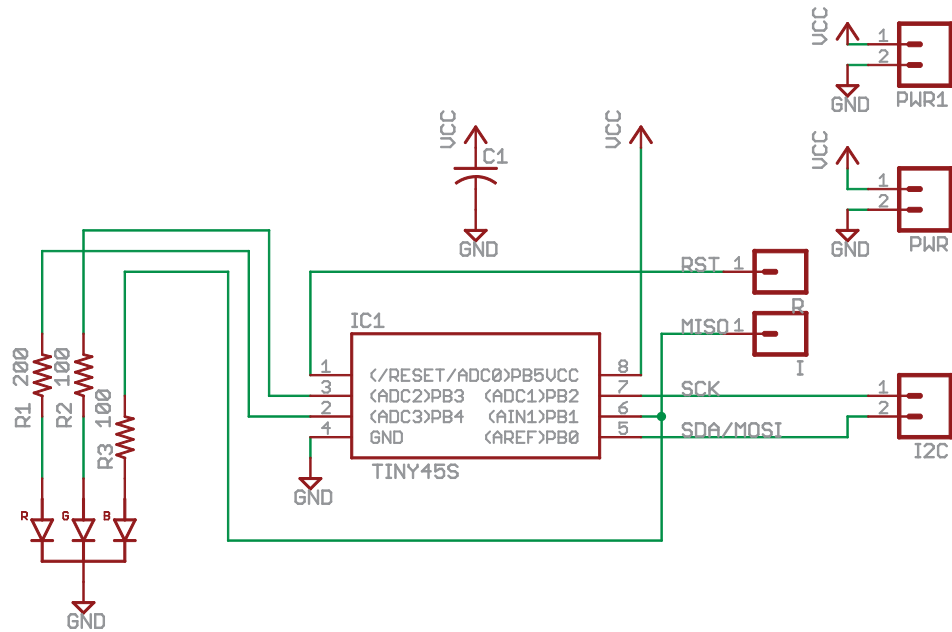 VCC
1
2
GND
PWR1
VCC
C1
GND
VCC
VCC
1
2
GND
PWR
RST
1
R
MISO
1
I
IC1
TINY45S
1
3
2
4
(/RESET/ADC0)PB5
(ADC2)PB3
(ADC3)PB4
GND
VCC
(ADC1)PB2
(AIN1)PB1
(AREF)PB0
8
7
6
5
SCK
SDA/MOSI
1
2
I2C
GND
R1
200
R2
100
R3
100
R
G
B
GND